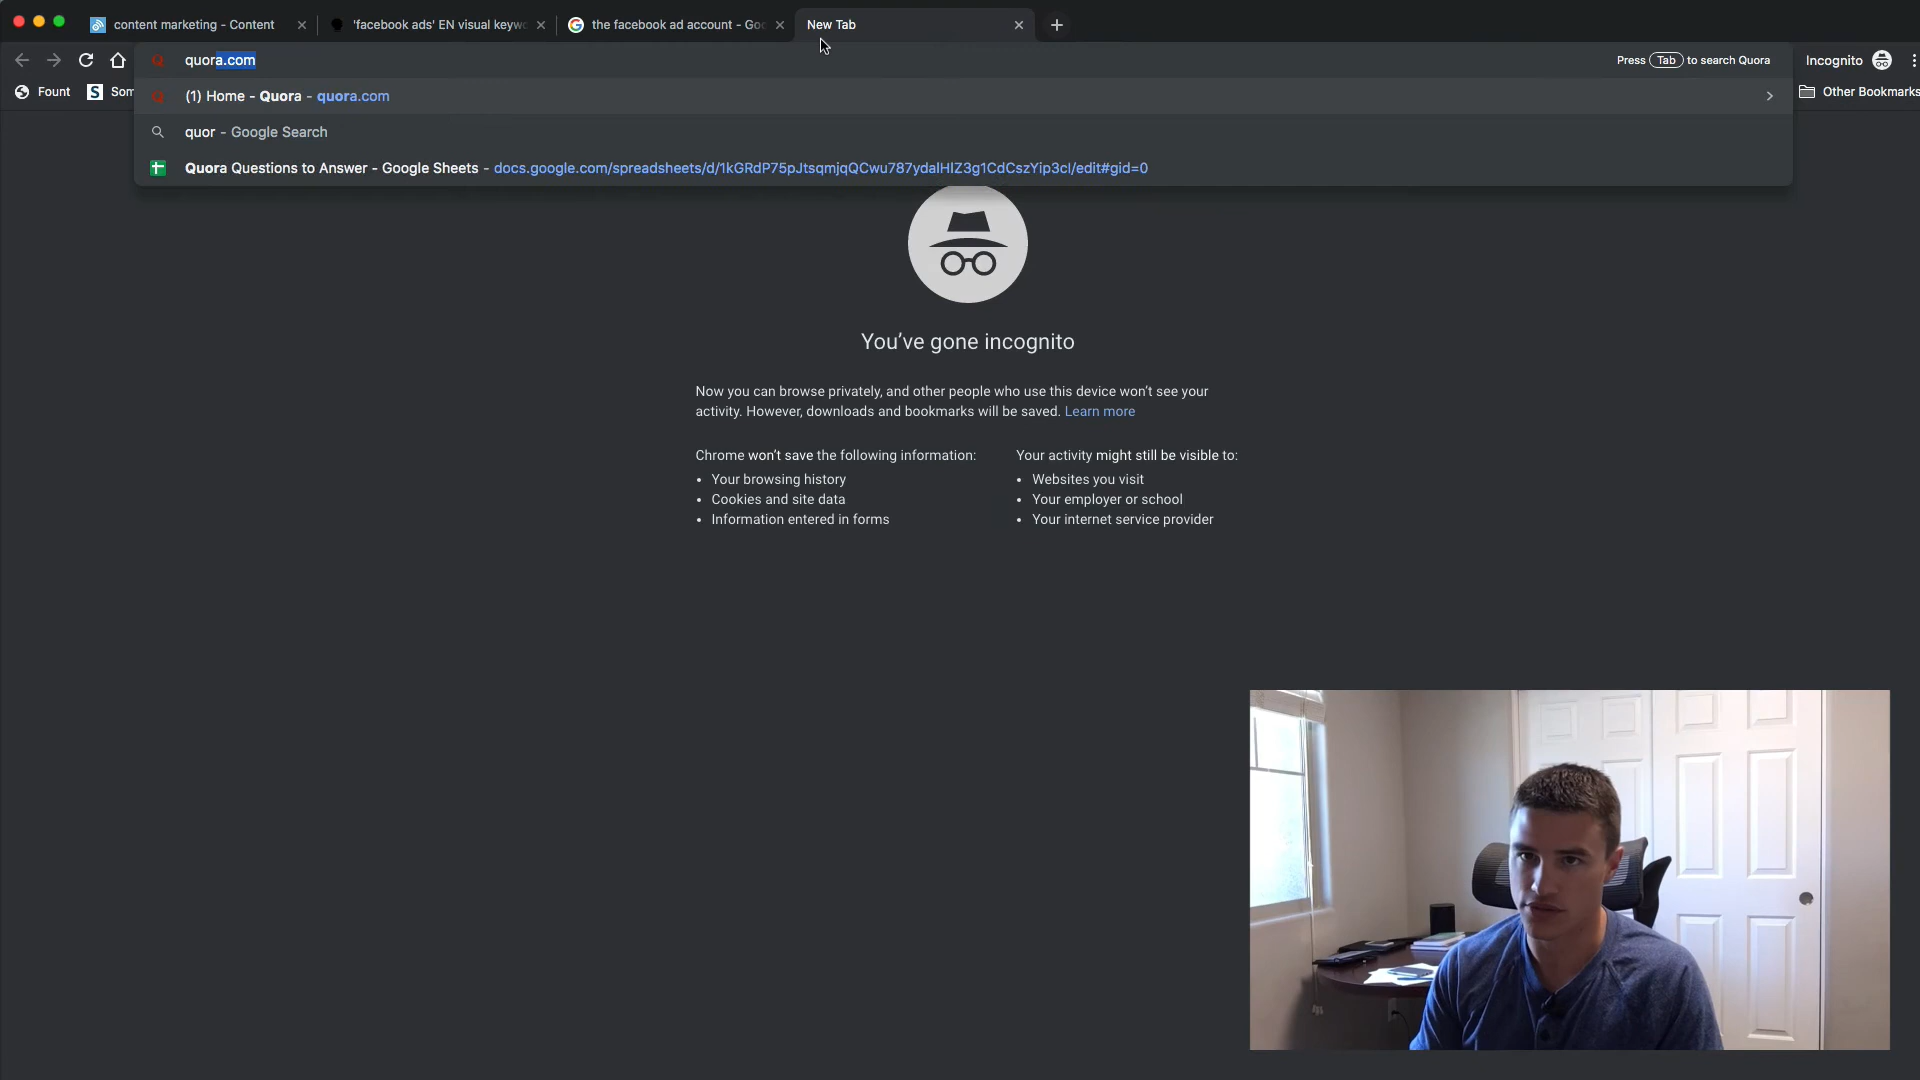 content marketing - Content
'facebook ads' EN visual keyw
the facebook ad account - Goo
New Tab
quora.com
Press Tab to search Quora
Incognito
(1) Home - Quora - quora.com
Fount
Som
Other Bookmarks
quor - Google Search
Quora Questions to Answer - Google Sheets - docs.google.com/spreadsheets/d/1kGRdP75pJtsqmjqQCwu787ydalHlZ3g1CdCszYip3cI/edit#gid=0
You've gone incognito
Now you can browse privately, and other people who use this device won't see your
activity. However, downloads and bookmarks will be saved. Learn more
Chrome won't save the following information:
• Your browsing history
• Cookies and site data
• Information entered in forms
Your activity might still be visible to:
• Websites you visit
• Your employer or school
• Your internet service provider